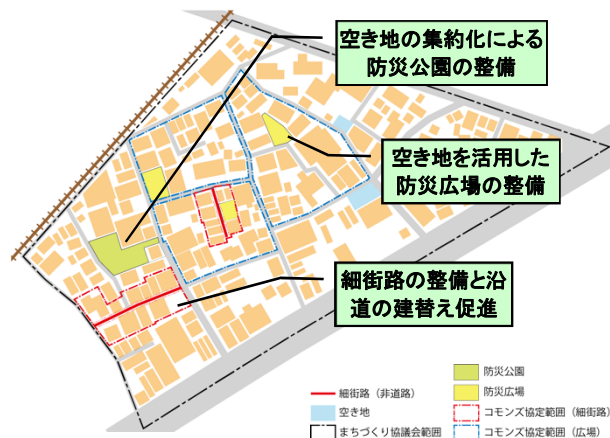 空き地の集約化による
防災公園の整備
空き地を活用した
防災広場の整備
細街路の整備と沿
道の建替え促進
細街路（非道路）
空き地
まちづくり協議会範囲
防災公園
防災広場
コモンズ協定範囲（細街路）
コモンズ協定範囲（広場）